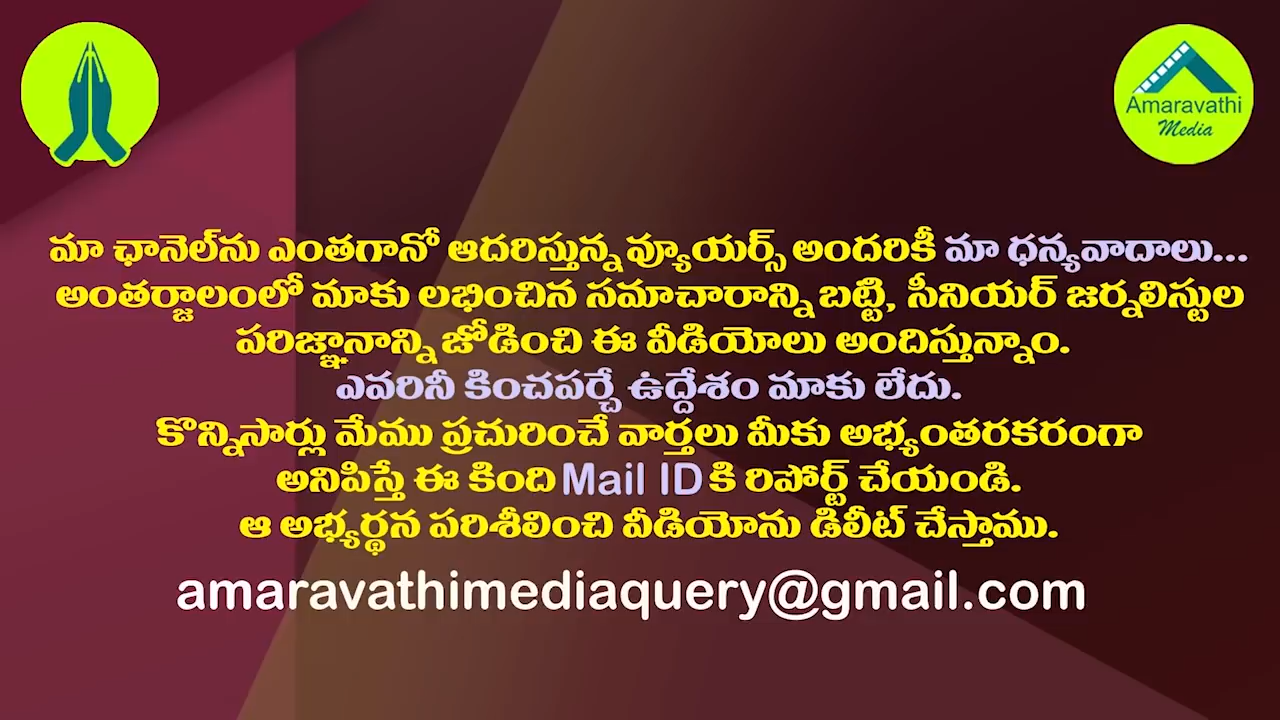 Amaravathi
Media
మా ఛానెల్‌ను ఎంతగానో ఆదరిస్తున్న వ్యూయర్స్ అందరికీ మా ధన్యవాదాలు...
అంతర్జాలంలో మాకు లభించిన సమాచారాన్ని బట్టి, సీనియర్ జర్నలిస్టుల
పరిజ్ఞానాన్ని జోడించి ఈ వీడియోలు అందిస్తున్నాం.
ఎవరినీ కించపర్చే ఉద్దేశం మాకు లేదు.
కొన్నిసార్లు మేము ప్రచురించే వార్తలు మీకు అభ్యంతరకరంగా
అనిపిస్తే ఈ కింది Mail ID కి రిపోర్ట్ చేయండి.
ఆ అభ్యర్థన పరిశీలించి వీడియోను డిలీట్ చేస్తాము.
amaravathimediaquery@gmail.com